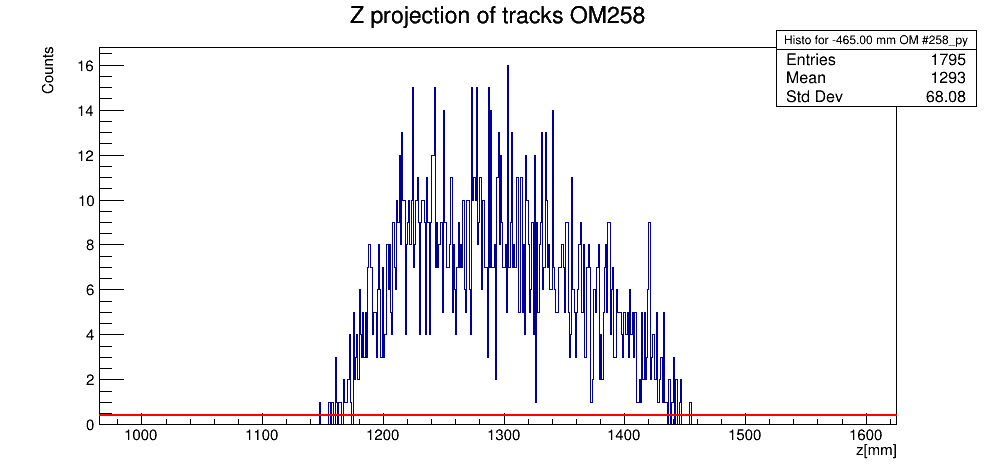 Z projection of tracks OM258
Histo for -465.00 mm OM #258_py
Entries 1795
Mean 1293
Std Dev 68.08
Counts
16
14
12
10
8
6
4
2
0
1000 1100 1200 1300 1400 1500 1600
z[mm]